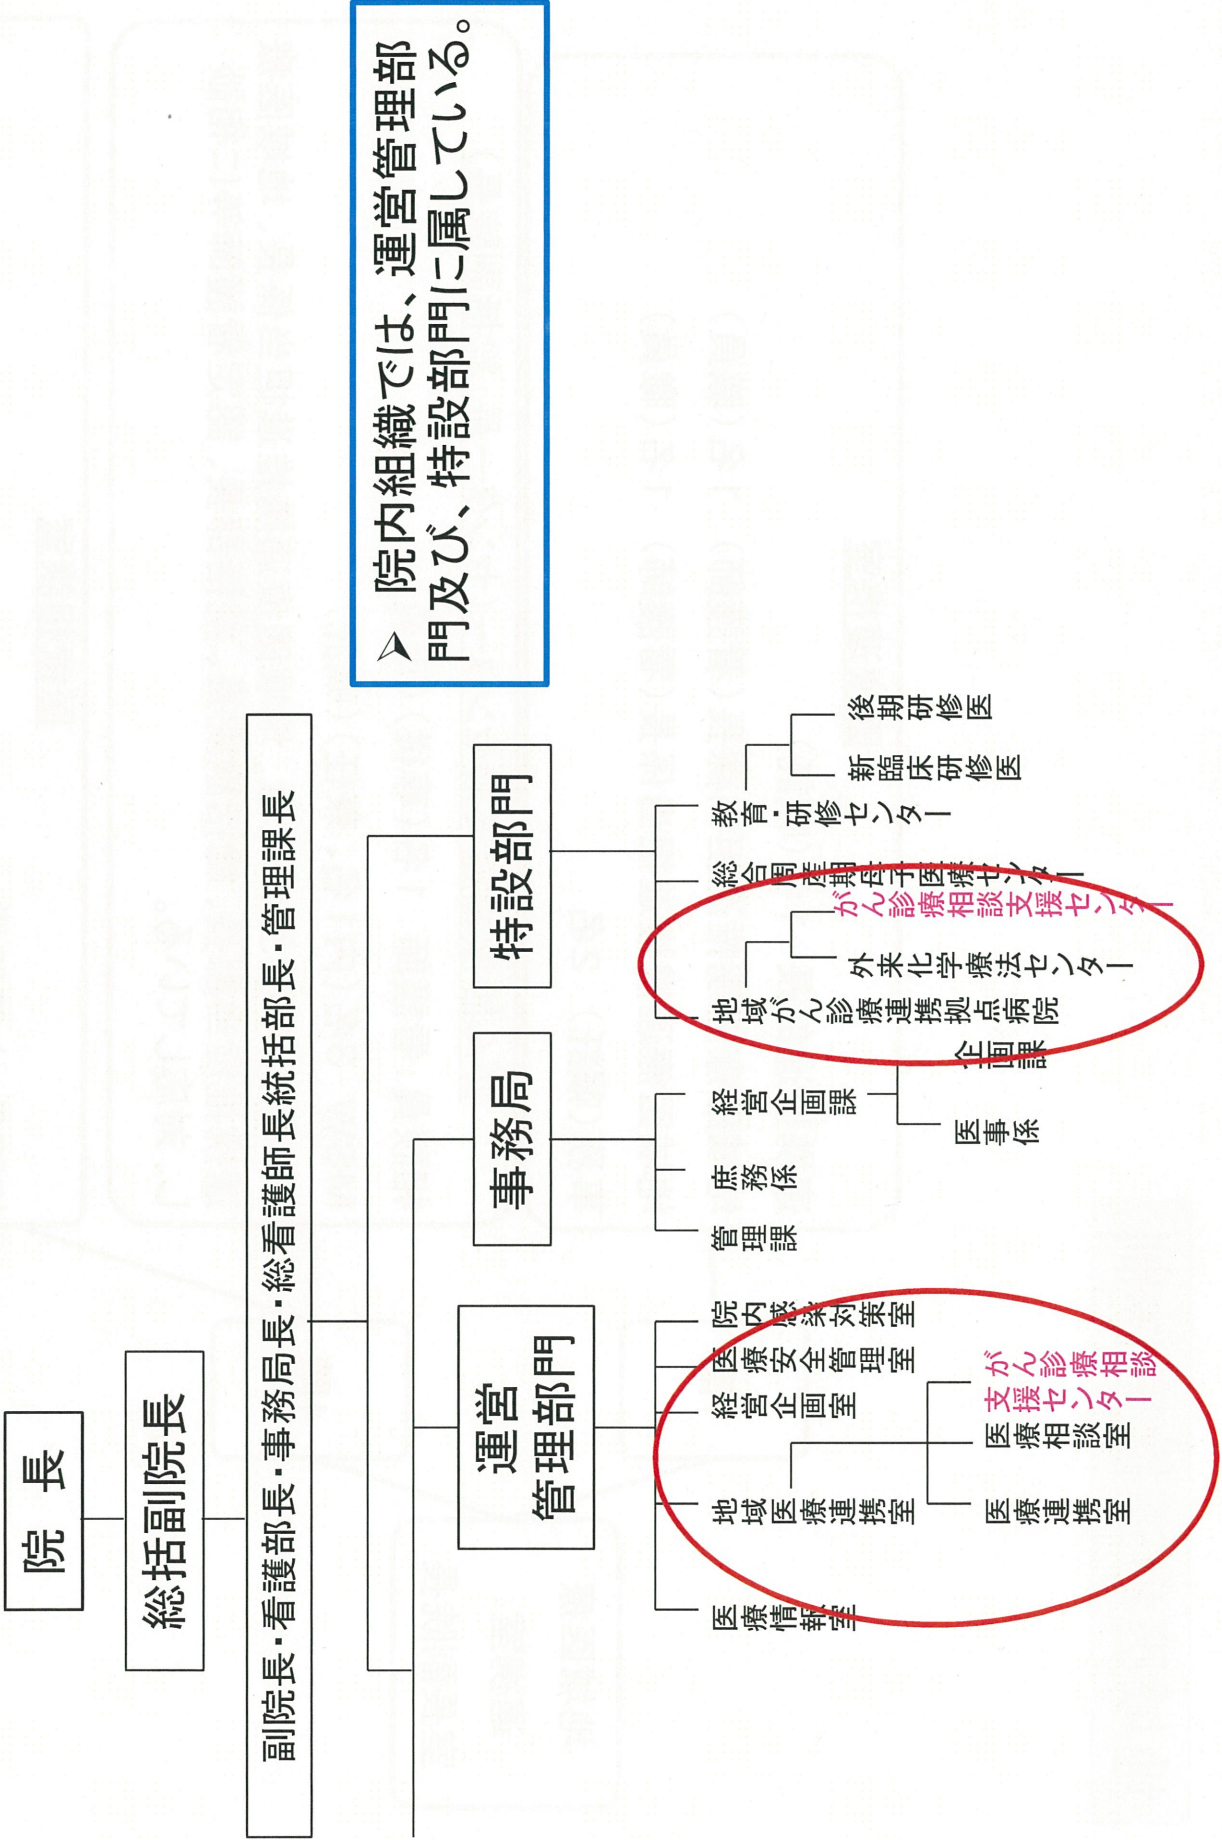 院 長
総括副院長
副院長・看護部長・事務局長・総看護師長統括部長・管理課長
➢ 院内組織では、運営管理部
門及び、特設部門に属している。
運営
管理部門
事務局
特設部門
医療情報室
地域医療連携室
経営企画室
医療安全管理室
院内感染対策室
医療連携室
医療相談室
がん診療相談
支援センター
管理課
庶務係
経営企画課
医事係
企画課
地域がん診療連携拠点病院
外来化学療法センター
がん診療相談支援センター
総合周産期母子医療センター
教育・研修センター
新臨床研修医
後期研修医